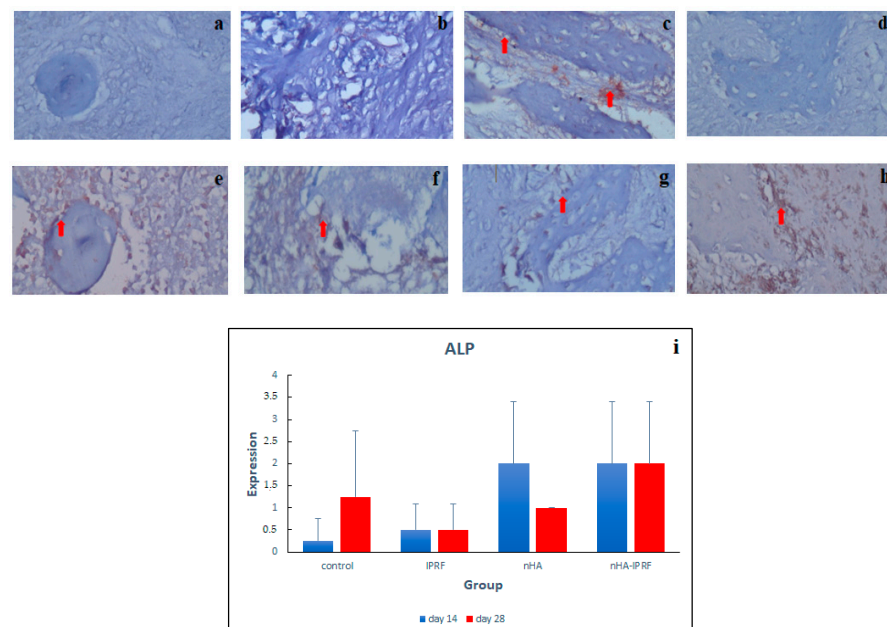 a
b
c
d
e
f
g
h
ALP
i
4
3.5
3
2.5
2
1.5
1
0.5
0
Expression
control
IPRF
nHA
nHA-IPRF
Group
day 14
day 28